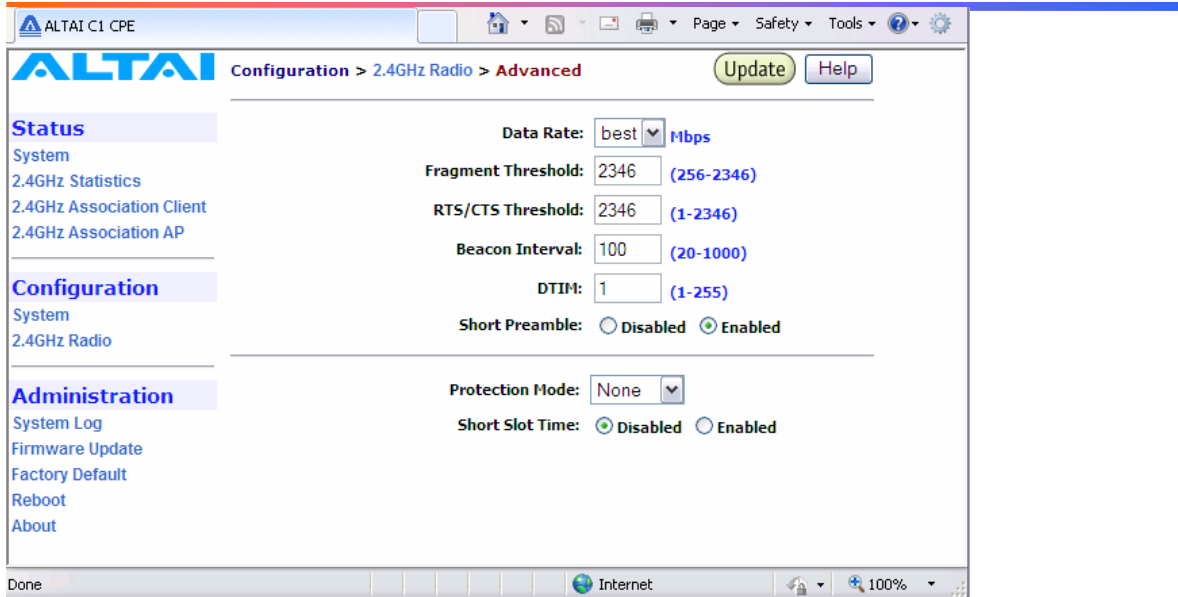 ALTAI C1 CPE
Page Safety Tools
ALTAI
Configuration > 2.4GHz Radio > Advanced
Update Help
Status
System
2.4GHz Statistics
2.4GHz Association Client
2.4GHz Association AP
Configuration
System
2.4GHz Radio
Administration
System Log
Firmware Update
Factory Default
Reboot
About
Data Rate: best Mbps
Fragment Threshold: 2346 (256-2346)
RTS/CTS Threshold: 2346 (1-2346)
Beacon Interval: 100 (20-1000)
DTIM: 1 (1-255)
Short Preamble: Disabled Enabled
Protection Mode: None
Short Slot Time: Disabled Enabled
Done Internet 100%